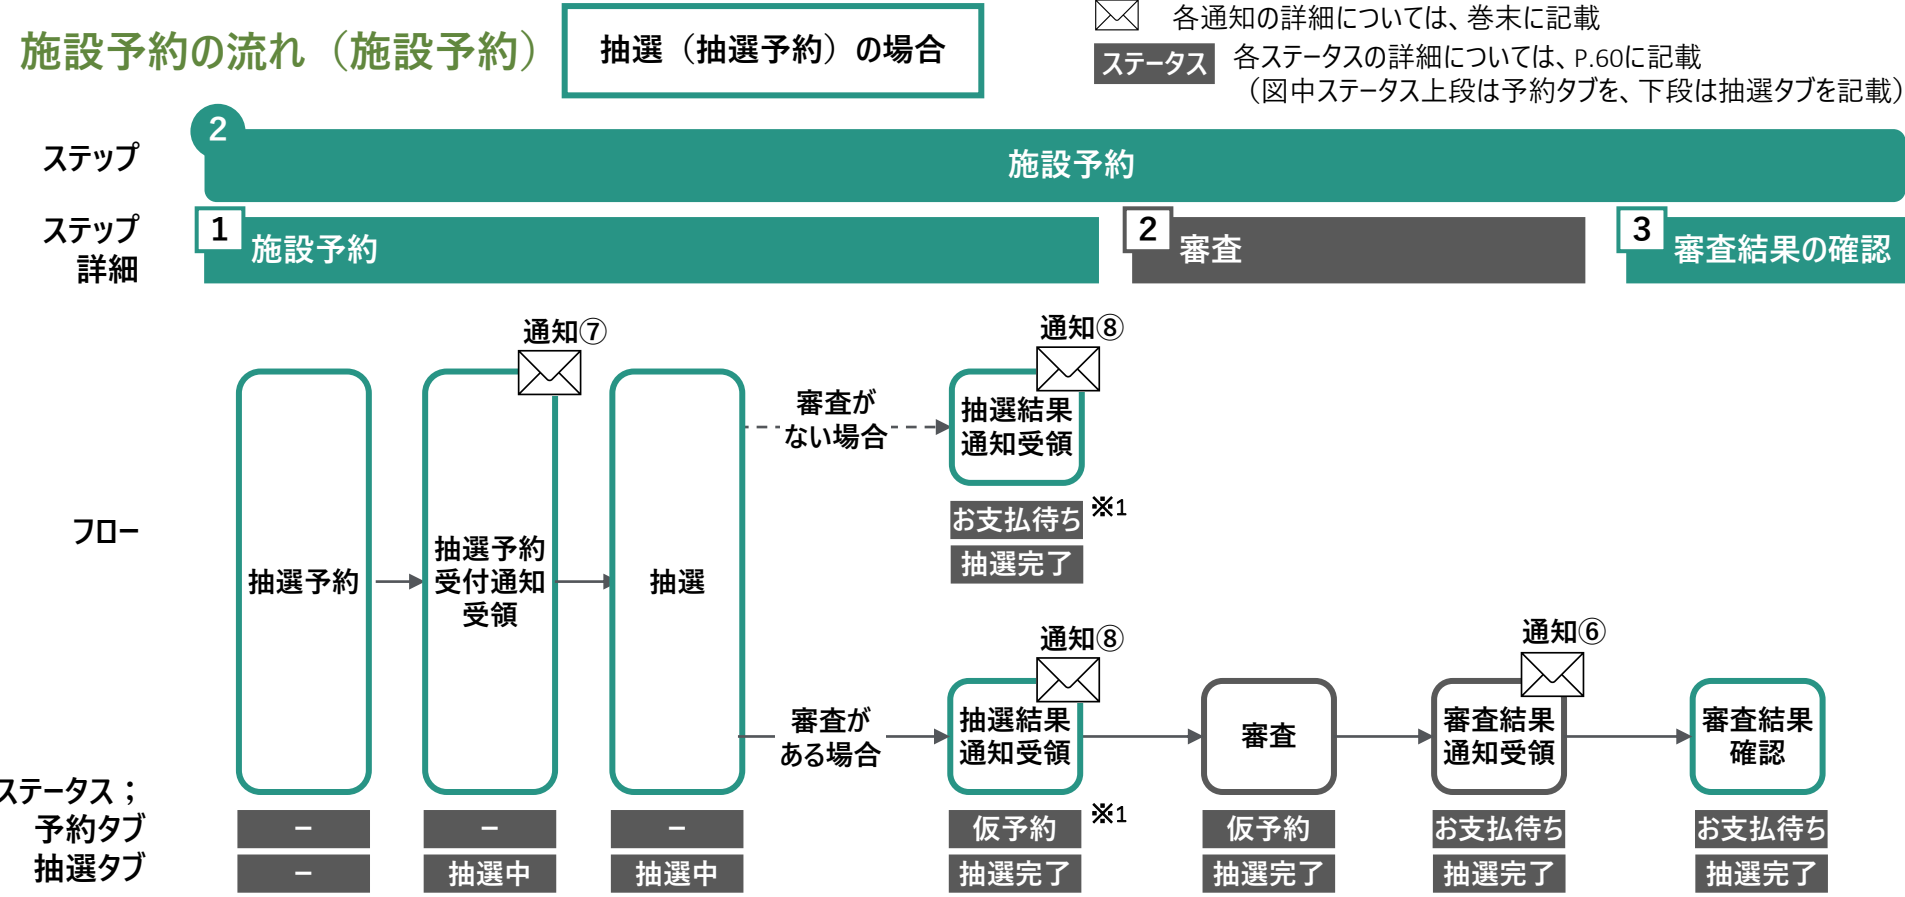 施設予約の流れ（施設予約）
抽選（抽選予約）の場合
各通知の詳細については、巻末に記載
ステータス
各ステータスの詳細については、P.60に記載
（図中ステータス上段は予約タブを、下段は抽選タブを記載）
ステップ
2
施設予約
ステップ
詳細
1
施設予約
2
審査
3
審査結果の確認
フロー
抽選予約
通知⑦
抽選予約
受付通知
受領
抽選
審査が
ない場合
通知⑧
抽選結果
通知受領
お支払待ち
※1
抽選完了
審査が
ある場合
通知⑧
抽選結果
通知受領
審査
通知⑥
審査結果
通知受領
審査結果
確認
ステータス；
予約タブ
抽選タブ
－
－
－
仮予約
※1
仮予約
お支払待ち
お支払待ち
－
抽選中
抽選中
抽選完了
抽選完了
抽選完了
抽選完了